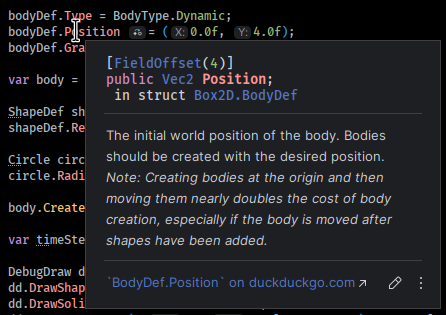 bodyDef.Type = BodyType.Dynamic;
bodyDef.Position = ( X: 0.0f, Y: 4.0f);
bodyDef.Gra
var body =
ShapeDef sh
shapeDef.Re
Circle circ
circle.Radi
body.Create
var timeSte
DebugDraw d
dd.DrawShap
dd.DrawSoli
[FieldOffset(4)]
public Vec2 Position;
in struct Box2D.BodyDef
The initial world position of the body. Bodies
should be created with the desired position.
Note: Creating bodies at the origin and then
moving them nearly doubles the cost of body
creation, especially if the body is moved after
shapes have been added.
`BodyDef.Position` on duckduckgo.com